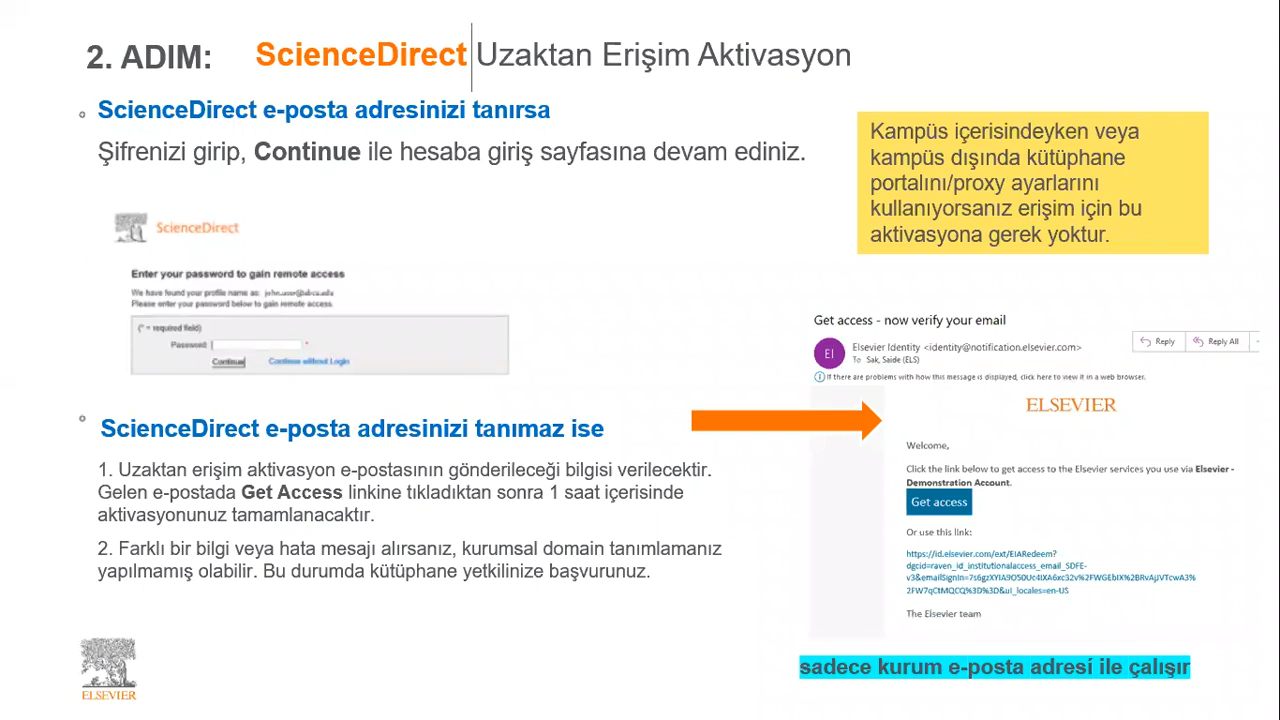 2. ADIM: ScienceDirect Uzaktan Erişim Aktivasyon
ScienceDirect e-posta adresinizi tanırsa
Şifrenizi girip, Continue ile hesaba giriş sayfasına devam ediniz.
Kampüs içerisindeyken veya
kampüs dışında kütüphane
portalını/proxy ayarlarını
kullanıyorsanız erişim için bu
aktivasyona gerek yoktur.
ScienceDirect
Enter your password to gain remote access
We have found your profile name as:
Please enter your password below to gain remote access.
(* = required field)
Password: *
Continue Continue without Login
ScienceDirect e-posta adresinizi tanımaz ise
1. Uzaktan erişim aktivasyon e-postasının gönderileceği bilgisi verilecektir.
Gelen e-postada Get Access linkine tıkladıktan sonra 1 saat içerisinde
aktivasyonunuz tamamlanacaktır.
2. Farklı bir bilgi veya hata mesajı alırsanız, kurumsal domain tanımlamanız
yapılmamış olabilir. Bu durumda kütüphane yetkilinize başvurunuz.
Get access - now verify your email
EI
Elsevier Identity <identity@notification.elsevier.com>
To Sak, Saide (ELS)
Reply Reply All
If there are problems with how this message is displayed, click here to view it in a web browser.
ELSEVIER
Welcome,
Click the link below to get access to the Elsevier services you use via Elsevier -
Demonstration Account.
Get access
Or use this link:
https://id.elsevier.com/ext/EIARedeem?
dgcid=raven_id_institutionalaccess_email_SDFE-
The Elsevier team
sadece kurum e-posta adresi ile çalışır
ELSEVIER